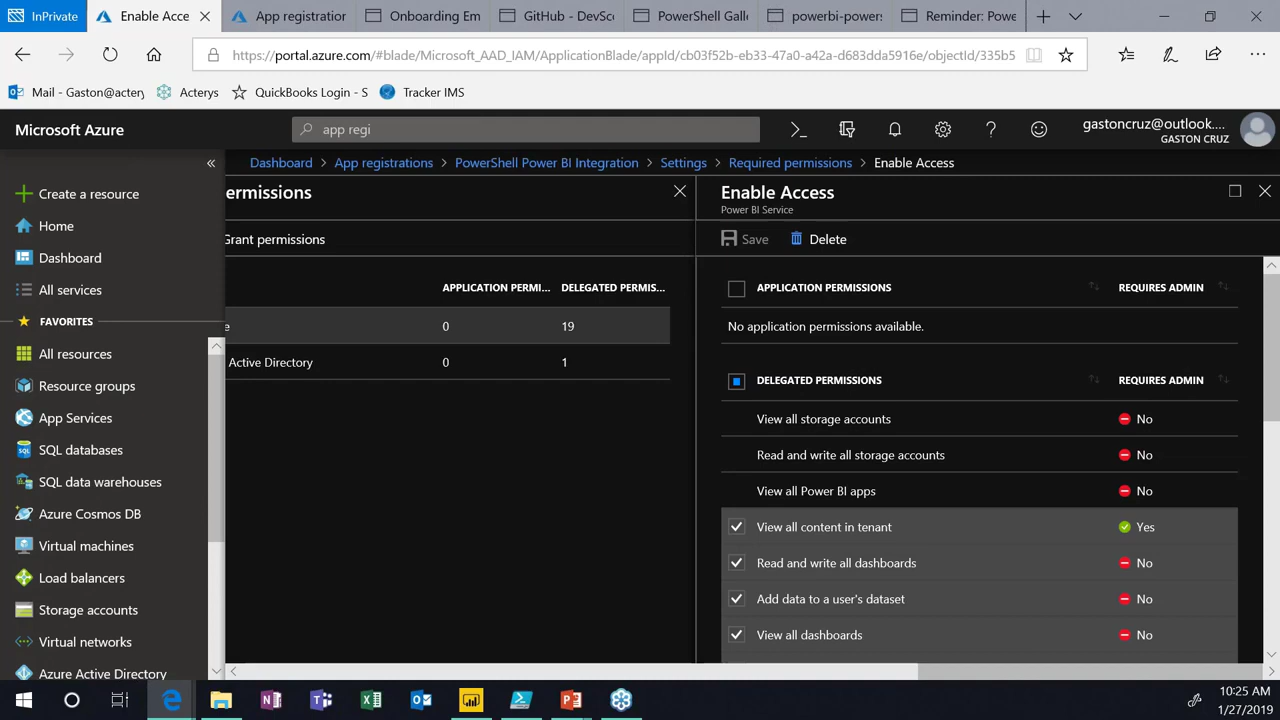 InPrivate
Enable Acce
App registration
Onboarding Em
GitHub - DevSc
PowerShell Gall
powerbi-powers
Reminder: Powe
https://portal.azure.com/#blade/Microsoft_AAD_IAM/ApplicationBlade/appId/cb03f52b-eb33-47a0-a42a-d683dda5916e/objectId/335b5
Mail - Gaston@actery
Acterys
QuickBooks Login - S
Tracker IMS
Microsoft Azure
app regi
gastoncruz@outlook....
GASTON CRUZ
Dashboard
App registrations
PowerShell Power BI Integration
Settings
Required permissions
Enable Access
Create a resource
Home
Dashboard
All services
FAVORITES
All resources
Resource groups
App Services
SQL databases
SQL data warehouses
Azure Cosmos DB
Virtual machines
Load balancers
Storage accounts
Virtual networks
Azure Active Directory
ermissions
Grant permissions
APPLICATION PERMI...
DELEGATED PERMIS...
e
0
19
Active Directory
0
1
Enable Access
Power BI Service
Save
Delete
APPLICATION PERMISSIONS
REQUIRES ADMIN
No application permissions available.
DELEGATED PERMISSIONS
REQUIRES ADMIN
View all storage accounts
No
Read and write all storage accounts
No
View all Power BI apps
No
View all content in tenant
Yes
Read and write all dashboards
No
Add data to a user's dataset
No
View all dashboards
No
10:25 AM
1/27/2019